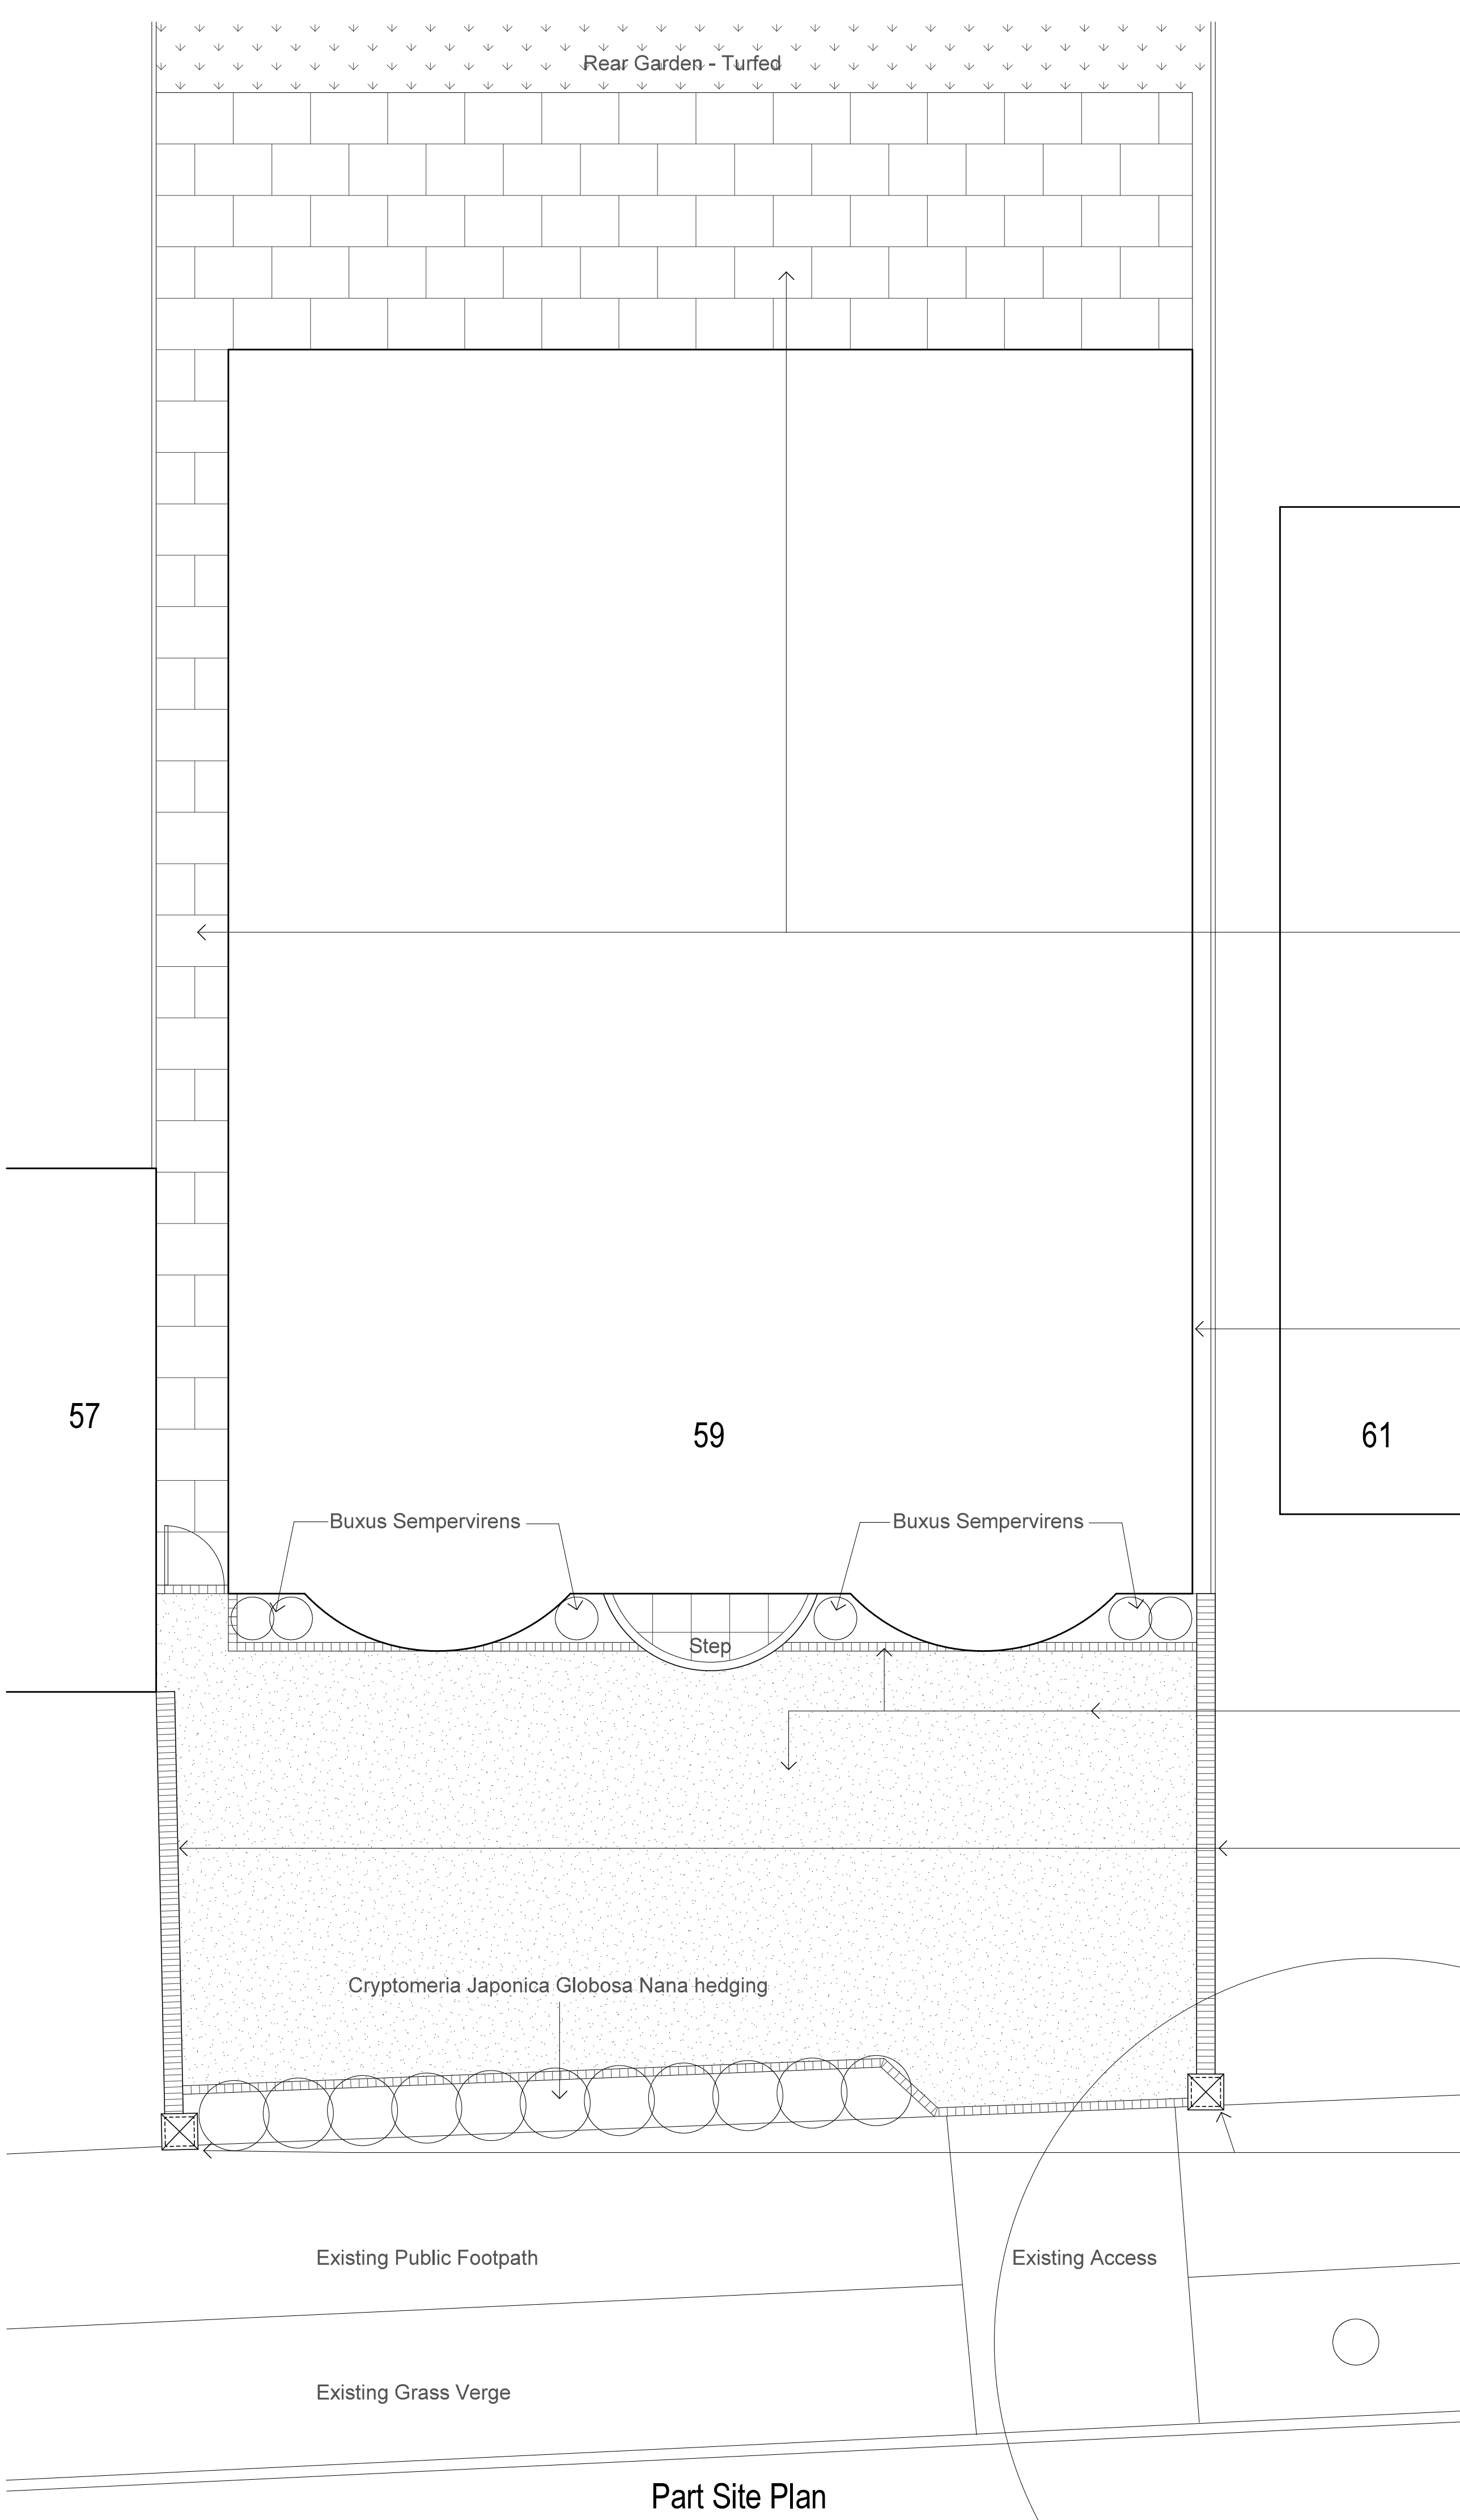 Rear Garden - Turfed
57
59
61
Buxus Sempervirens
Buxus Sempervirens
Step
Cryptomeria Japonica Globosa Nana hedging
Existing Public Footpath
Existing Access
Existing Grass Verge
Part Site Plan